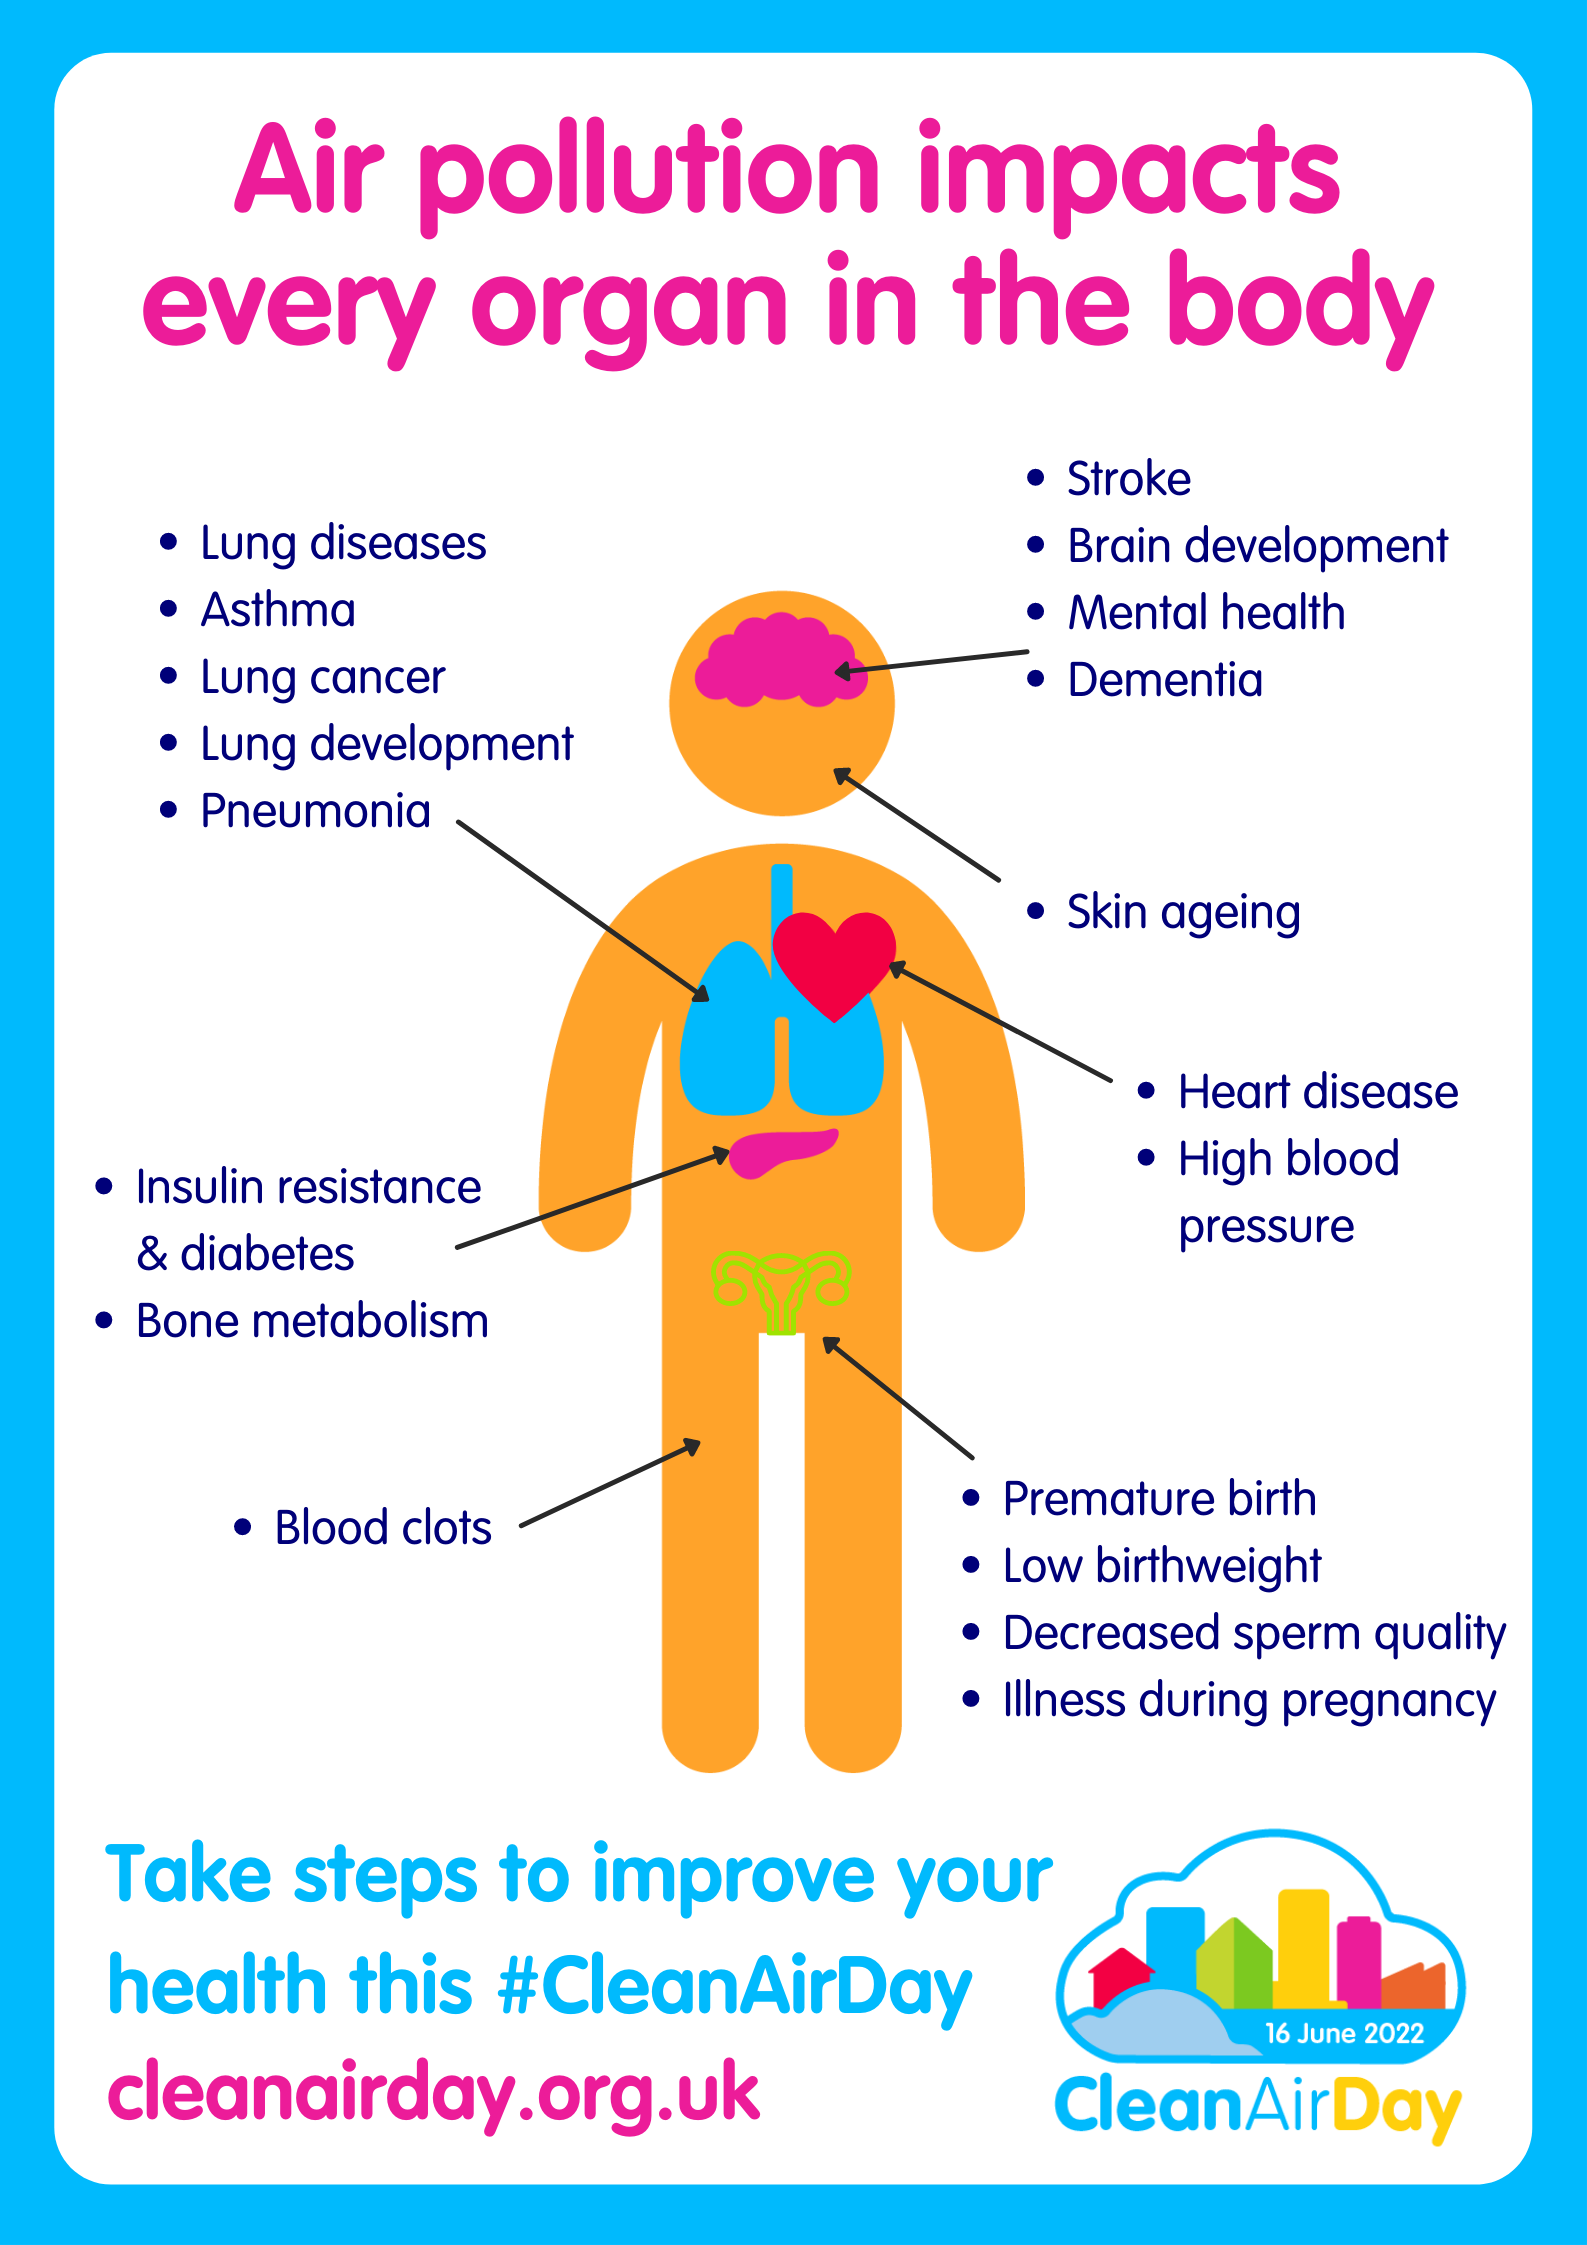 Air pollution impacts
every organ in the body
• Lung diseases
• Asthma
• Lung cancer
• Lung development
• Pneumonia
• Stroke
• Brain development
• Mental health
• Dementia
• Skin ageing
• Heart disease
• High blood
pressure
• Insulin resistance
& diabetes
• Bone metabolism
• Blood clots
• Premature birth
• Low birthweight
• Decreased sperm quality
• Illness during pregnancy
Take steps to improve your
health this #CleanAirDay
cleanairday.org.uk
16 June 2022
CleanAirDay